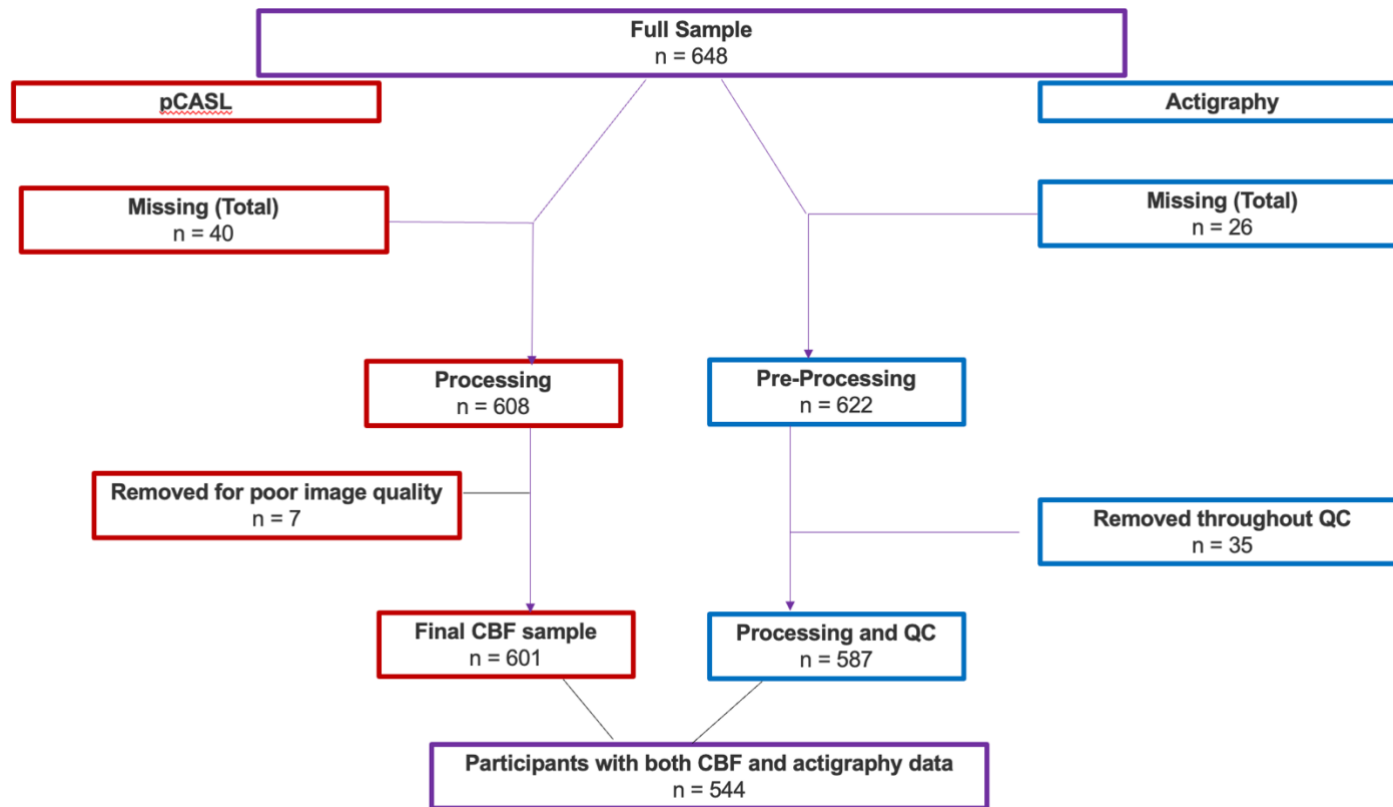 Full Sample
n = 648
pCASL
Actigraphy
Missing (Total)
n = 40
Missing (Total)
n = 26
Processing
n = 608
Pre-Processing
n = 622
Removed for poor image quality
n = 7
Removed throughout QC
n = 35
Final CBF sample
n = 601
Processing and QC
n = 587
Participants with both CBF and actigraphy data
n = 544